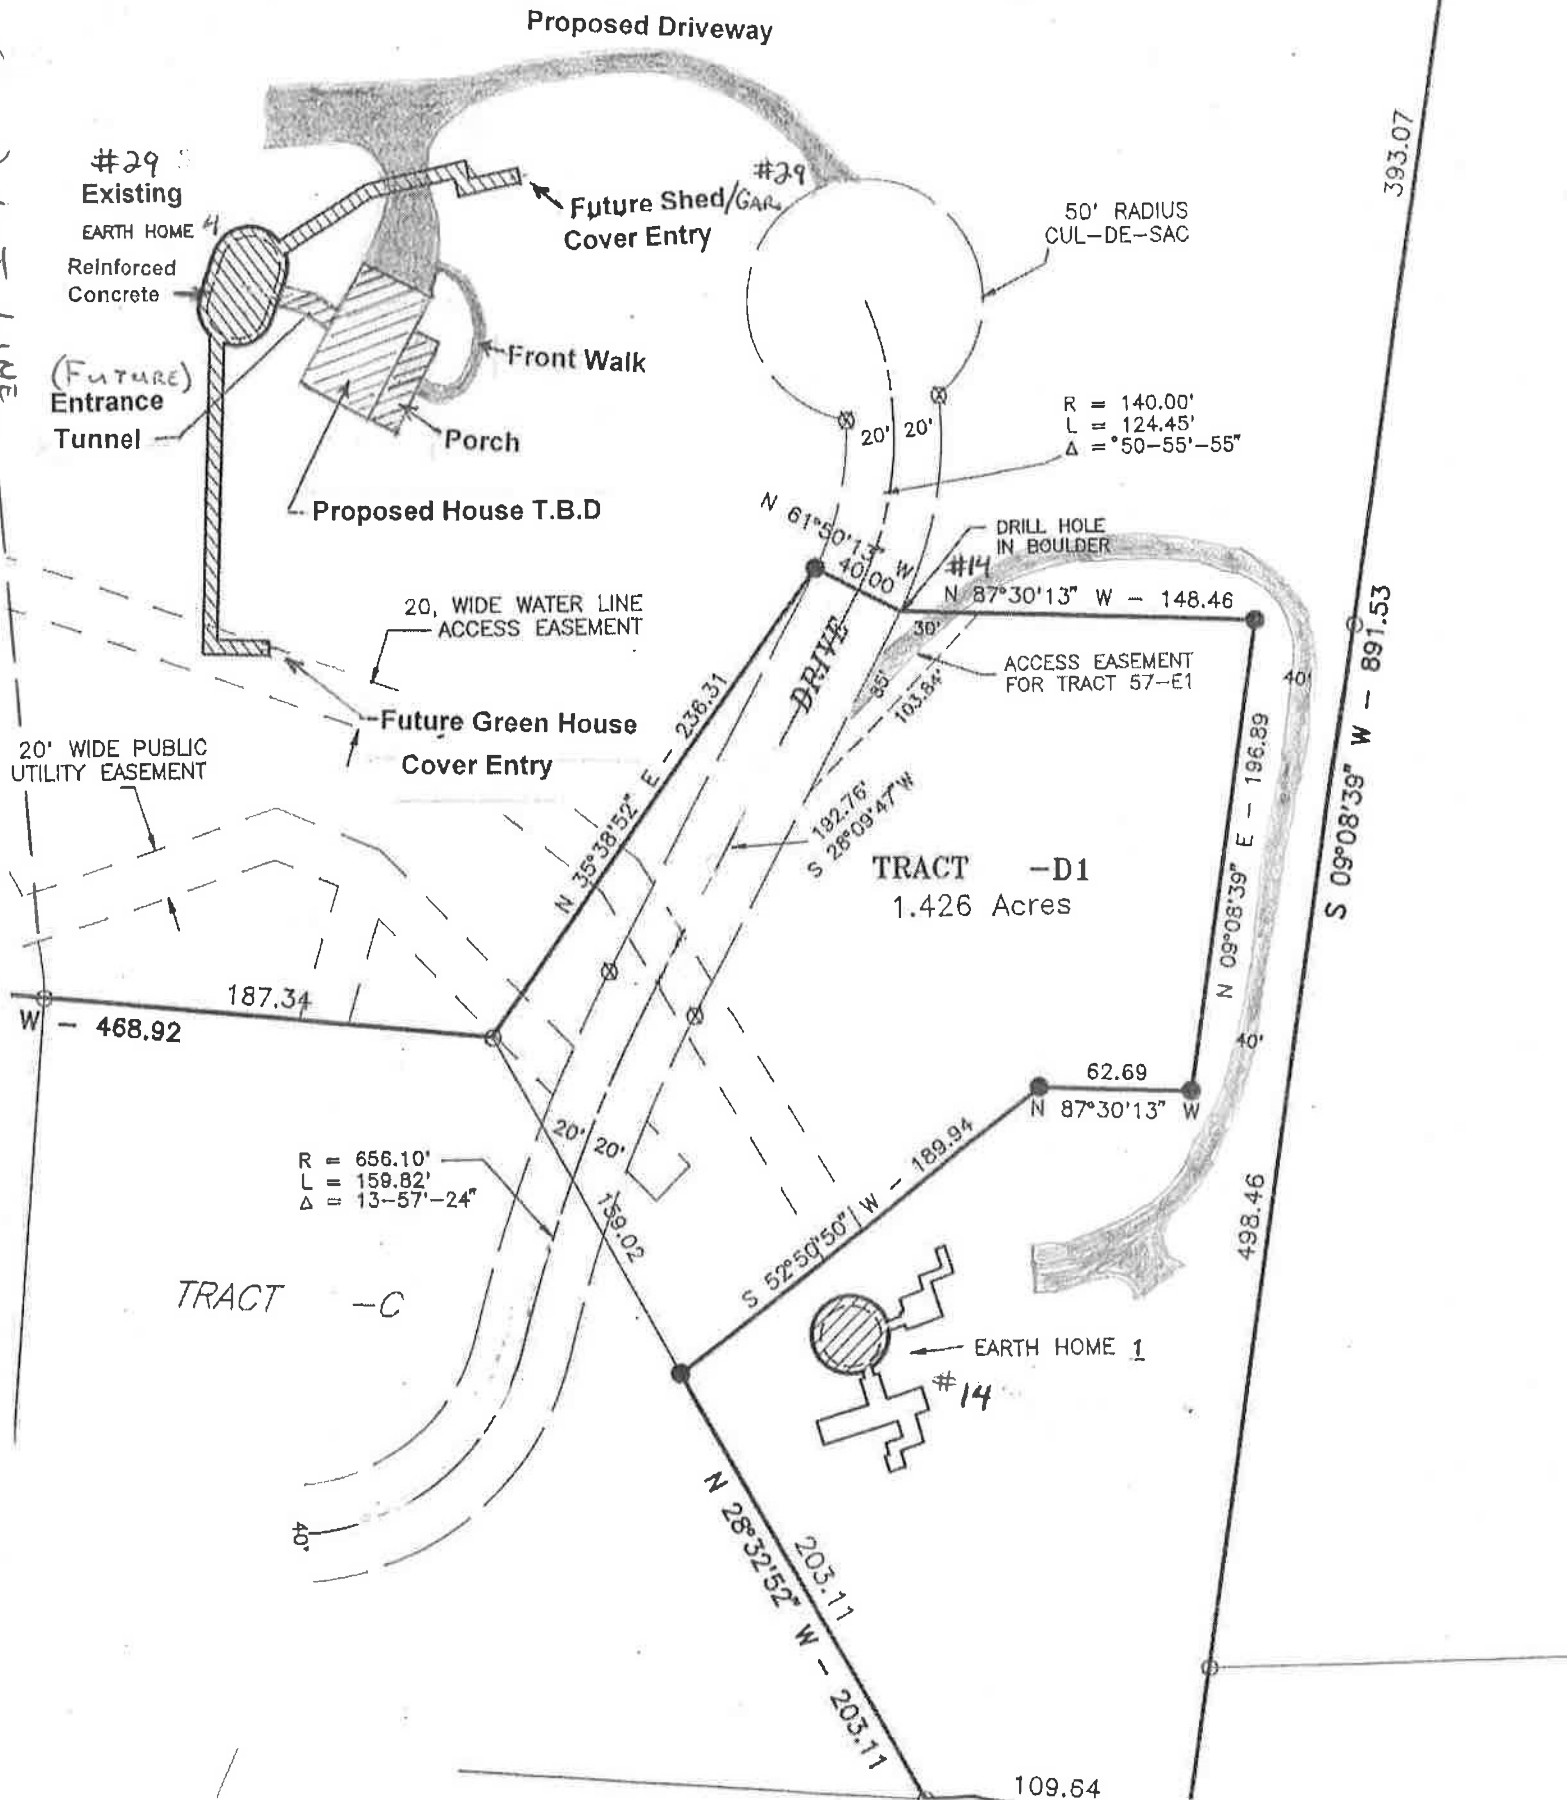 Proposed Driveway
393.07
#29
Existing
EARTH HOME 4
Reinforced
Concrete
#29
Future Shed/GAR.
Cover Entry
50' RADIUS
CUL-DE-SAC
(FUTURE)
Entrance
Tunnel
Front Walk
Porch
Proposed House T.B.D
20' 20'
R = 140.00'
L = 124.45'
Δ = °50-55'-55"
N 61°50'13" W
40.00
DRILL HOLE
IN BOULDER
#14
N 87°30'13" W - 148.46
20, WIDE WATER LINE
ACCESS EASEMENT
30'
ACCESS EASEMENT
FOR TRACT 57-E1
DRIVE
85'
103.84'
40'
S 09°08'39" W - 891.53
Future Green House
Cover Entry
20' WIDE PUBLIC
UTILITY EASEMENT
N 35°38'52" E - 236.31
192.76'
S 28°09'47" W
TRACT -D1
1.426 Acres
N 09°08'39" E - 196.89
187.34
W - 468.92
40'
62.69
N 87°30'13" W
20' 20'
R = 656.10'
L = 159.82'
Δ = 13-57'-24"
159.02
S 52°50'50" W - 189.94
498.46
TRACT -C
EARTH HOME 1
#14
40'
203.11
N 28°32'52" W - 203.11
109.64